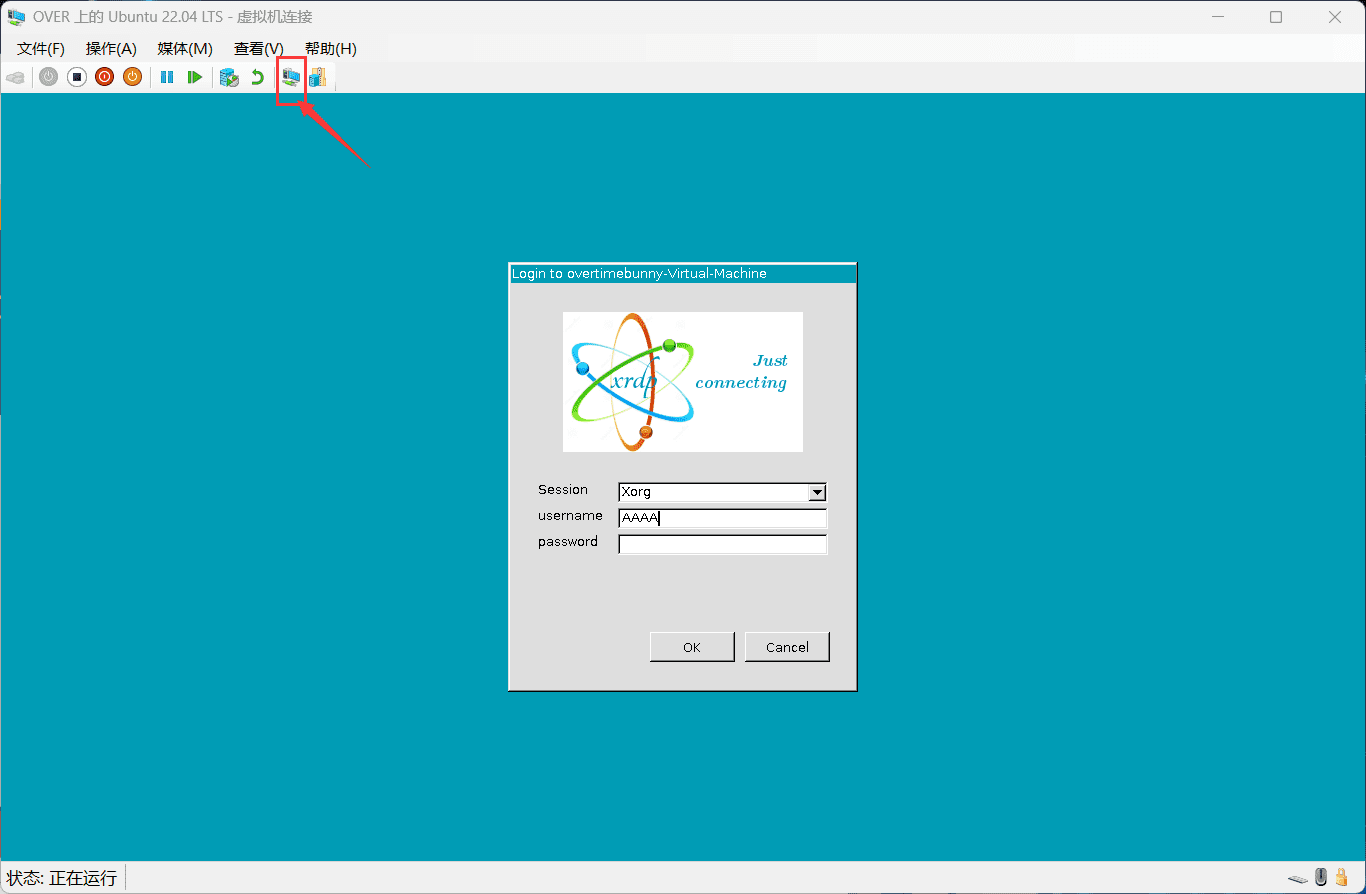 OVER 上的 Ubuntu 22.04 LTS - 虚拟机连接
文件(F) 操作(A) 媒体(M) 查看(V) 帮助(H)
Login to overtimebunny-Virtual-Machine
Just
connecting
xrdp
Session Xorg
username AAAA
password
OK Cancel
状态: 正在运行